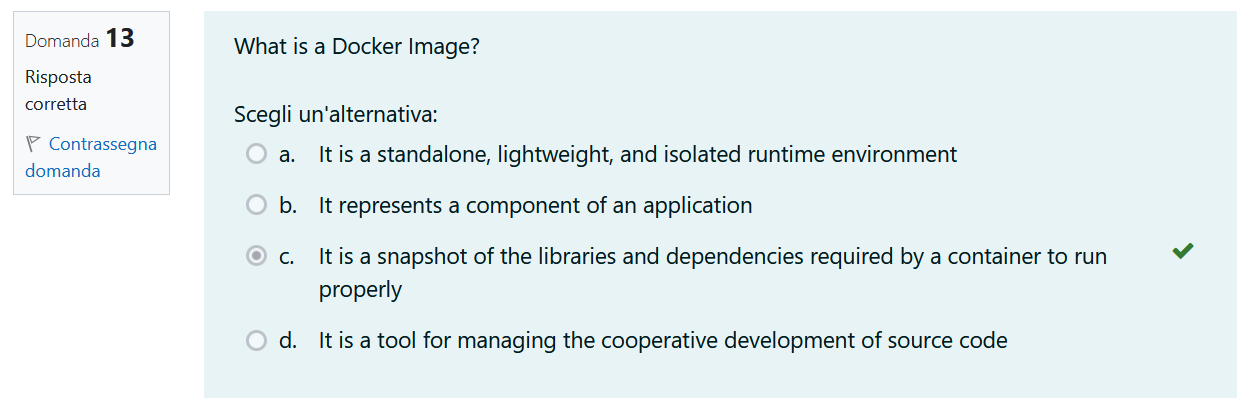 Domanda 13
Risposta
corretta
Contrassegna
domanda
What is a Docker Image?
Scegli un'alternativa:
a. It is a standalone, lightweight, and isolated runtime environment
b. It represents a component of an application
c. It is a snapshot of the libraries and dependencies required by a container to run
properly
d. It is a tool for managing the cooperative development of source code